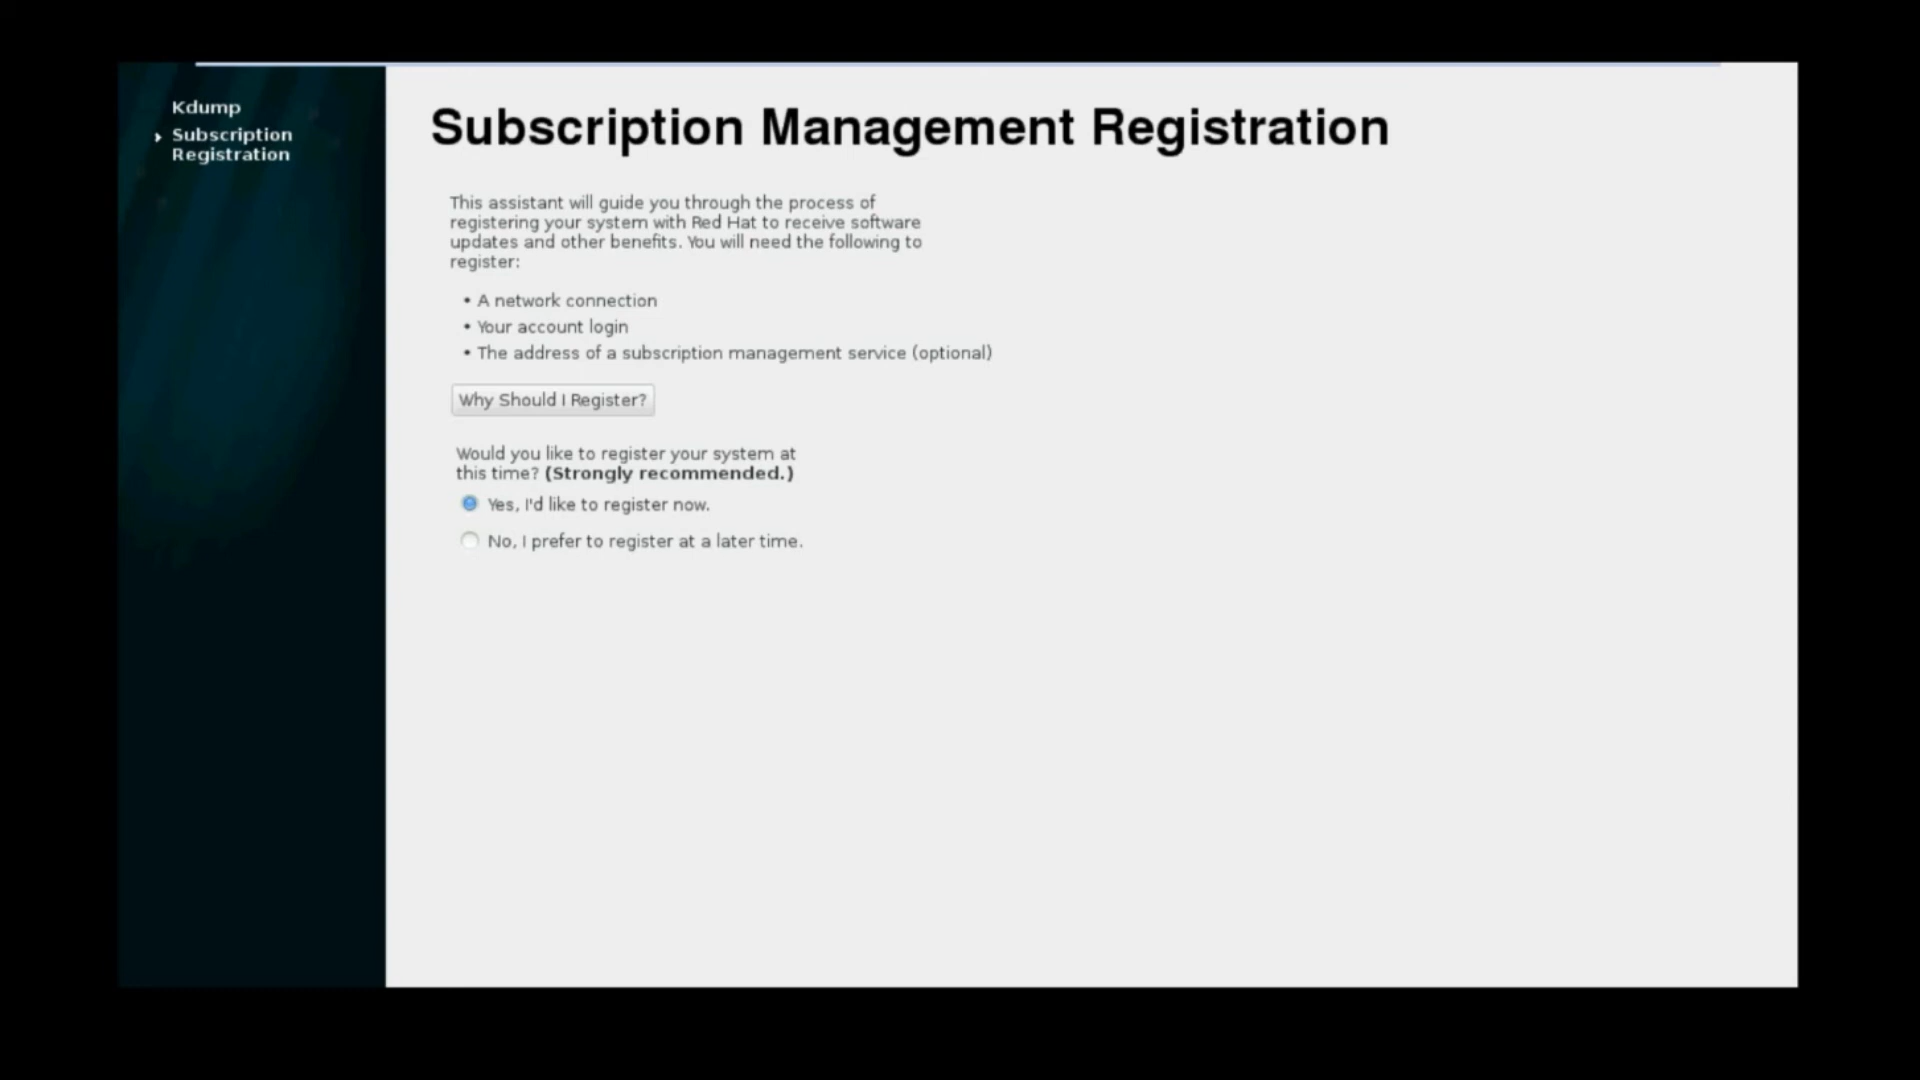 Kdump
Subscription
Registration
Subscription Management Registration
This assistant will guide you through the process of
registering your system with Red Hat to receive software
updates and other benefits. You will need the following to
register:
• A network connection
• Your account login
• The address of a subscription management service (optional)
Why Should I Register?
Would you like to register your system at
this time? (Strongly recommended.)
Yes, I'd like to register now.
No, I prefer to register at a later time.